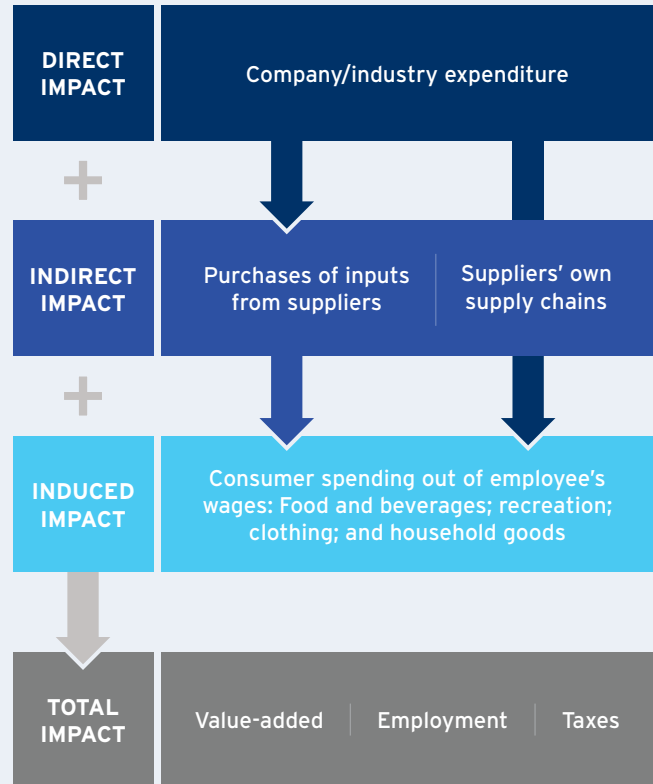 DIRECT
IMPACT
Company/industry expenditure
+
INDIRECT
IMPACT
Purchases of inputs
from suppliers
Suppliers' own
supply chains
+
INDUCED
IMPACT
Consumer spending out of employee's
wages: Food and beverages; recreation;
clothing; and household goods
TOTAL
IMPACT
Value-added
Employment
Taxes